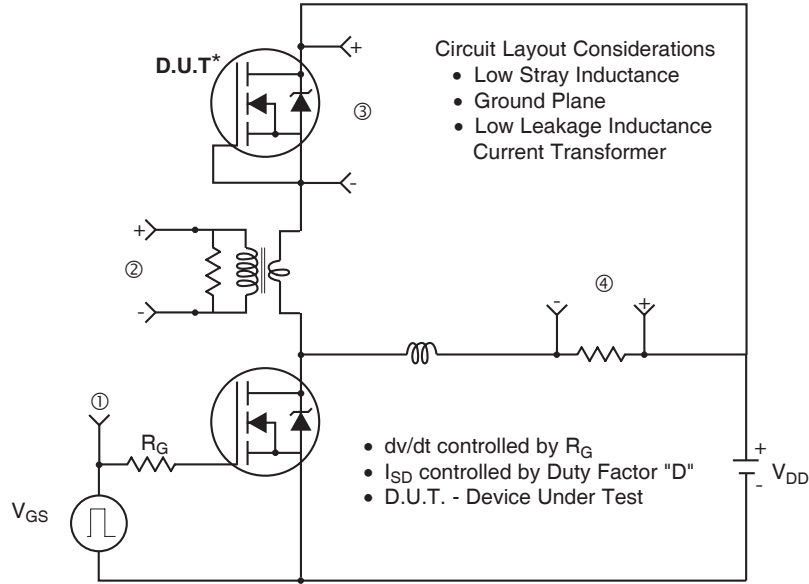 D.U.T*
+
③
-
Circuit Layout Considerations
• Low Stray Inductance
• Ground Plane
• Low Leakage Inductance
Current Transformer
+
②
-
④
-
+
①
RG
VGS
• dv/dt controlled by RG
• ISD controlled by Duty Factor "D"
• D.U.T. - Device Under Test
+
VDD
-